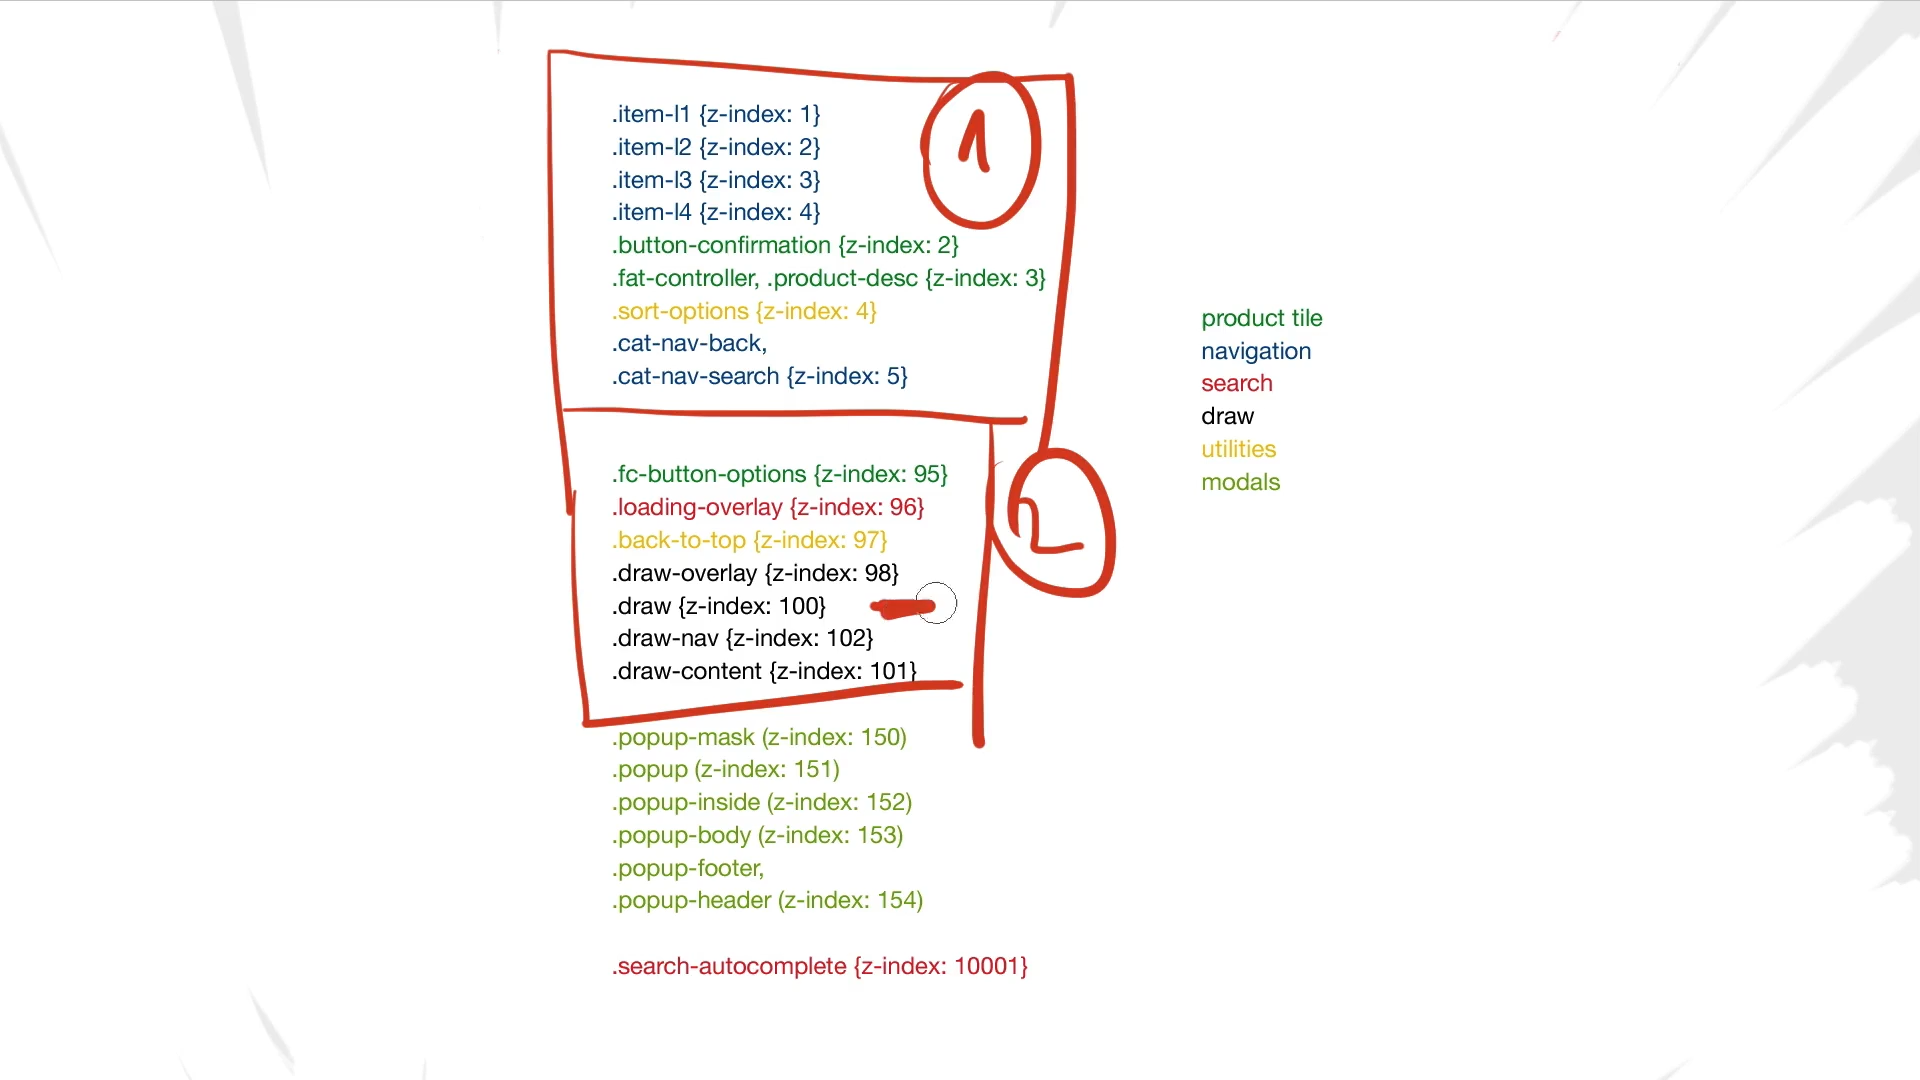 .item-l1 {z-index: 1}
.item-l2 {z-index: 2}
.item-l3 {z-index: 3}
.item-l4 {z-index: 4}
.button-confirmation {z-index: 2}
.fat-controller, .product-desc {z-index: 3}
.sort-options {z-index: 4}
.cat-nav-back,
.cat-nav-search {z-index: 5}
1
.fc-button-options {z-index: 95}
.loading-overlay {z-index: 96}
.back-to-top {z-index: 97}
.draw-overlay {z-index: 98}
.draw {z-index: 100}
.draw-nav {z-index: 102}
.draw-content {z-index: 101}
2
.popup-mask (z-index: 150)
.popup (z-index: 151)
.popup-inside (z-index: 152)
.popup-body (z-index: 153)
.popup-footer,
.popup-header (z-index: 154)
.search-autocomplete {z-index: 10001}
product tile
navigation
search
draw
utilities
modals